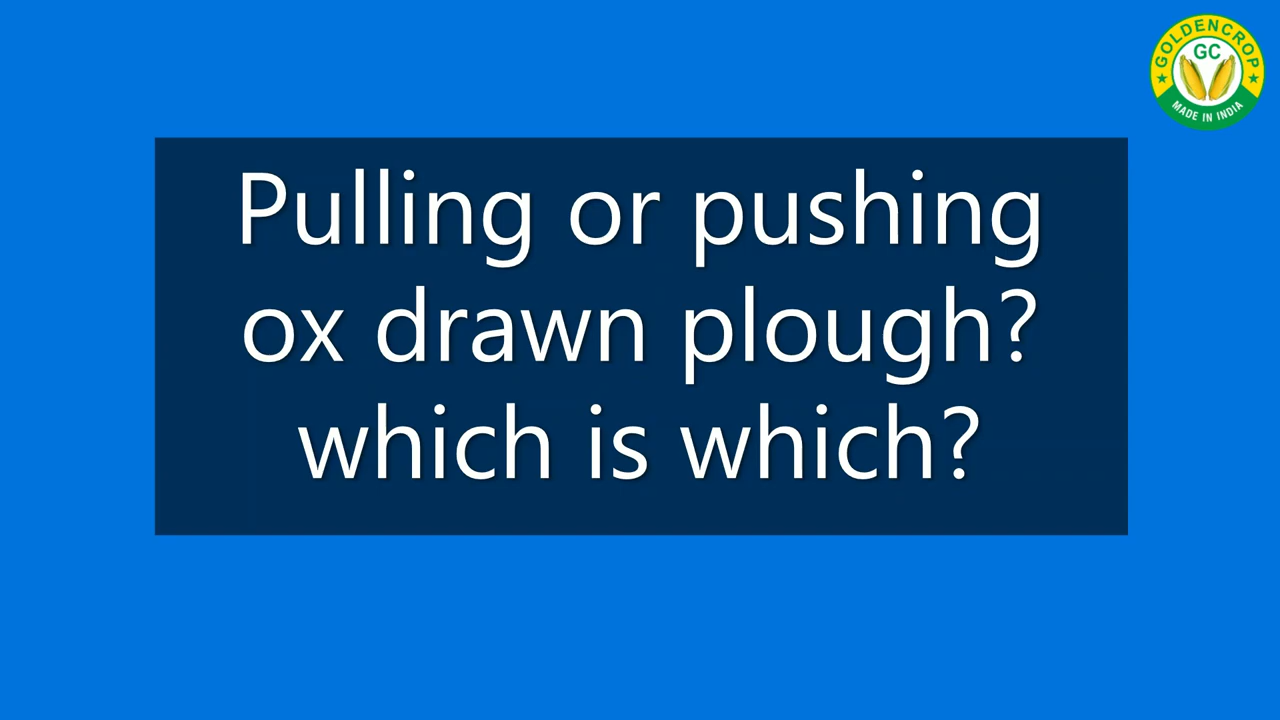 GOLDENCROP
GC
MADE IN INDIA
Pulling or pushing
ox drawn plough?
which is which?